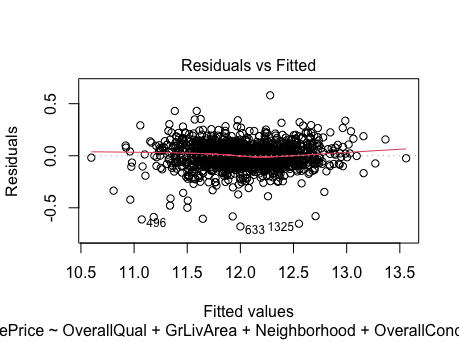 Residuals vs Fitted
Residuals
0.5
0.0
-0.5
496
633
1325
10.5 11.0 11.5 12.0 12.5 13.0 13.5
Fitted values
ePrice ~ OverallQual + GrLivArea + Neighborhood + OverallCond